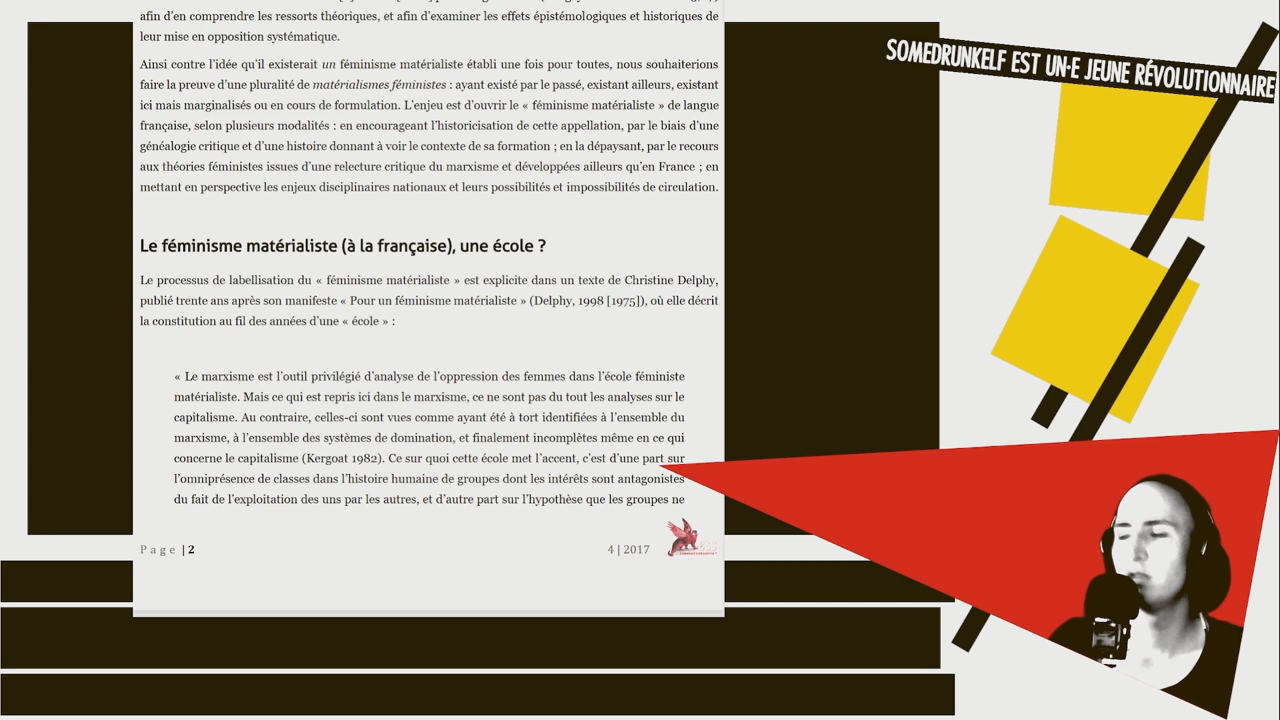 afin d'en comprendre les ressorts théoriques, et afin d'examiner les effets épistémologiques et historiques de
leur mise en opposition systématique.
Ainsi contre l'idée qu'il existerait un féminisme matérialiste établi une fois pour toutes, nous souhaiterions
faire la preuve d'une pluralité de matérialismes féministes : ayant existé par le passé, existant ailleurs, existant
ici mais marginalisés ou en cours de formulation. L'enjeu est d'ouvrir le « féminisme matérialiste » de langue
française, selon plusieurs modalités : en encourageant l'historicisation de cette appellation, par le biais d'une
généalogie critique et d'une histoire donnant à voir le contexte de sa formation ; en la dépaysant, par le recours
aux théories féministes issues d'une relecture critique du marxisme et développées ailleurs qu'en France ; en
mettant en perspective les enjeux disciplinaires nationaux et leurs possibilités et impossibilités de circulation.
Le féminisme matérialiste (à la française), une école ?
Le processus de labellisation du « féminisme matérialiste » est explicite dans un texte de Christine Delphy,
publié trente ans après son manifeste « Pour un féminisme matérialiste » (Delphy, 1998 [1975]), où elle décrit
la constitution au fil des années d'une « école » :
« Le marxisme est l'outil privilégié d'analyse de l'oppression des femmes dans l'école féministe
matérialiste. Mais ce qui est repris ici dans le marxisme, ce ne sont pas du tout les analyses sur le
capitalisme. Au contraire, celles-ci sont vues comme ayant été à tort identifiées à l'ensemble du
marxisme, à l'ensemble des systèmes de domination, et finalement incomplètes même en ce qui
concerne le capitalisme (Kergoat 1982). Ce sur quoi cette école met l'accent, c'est d'une part sur
l'omniprésence de classes dans l'histoire humaine de groupes dont les intérêts sont antagonistes
du fait de l'exploitation des uns par les autres, et d'autre part sur l'hypothèse que les groupes ne
Page | 2
4 | 2017
SOMEDRUNKELF EST UN·E JEUNE RÉVOLUTIONNAIRE